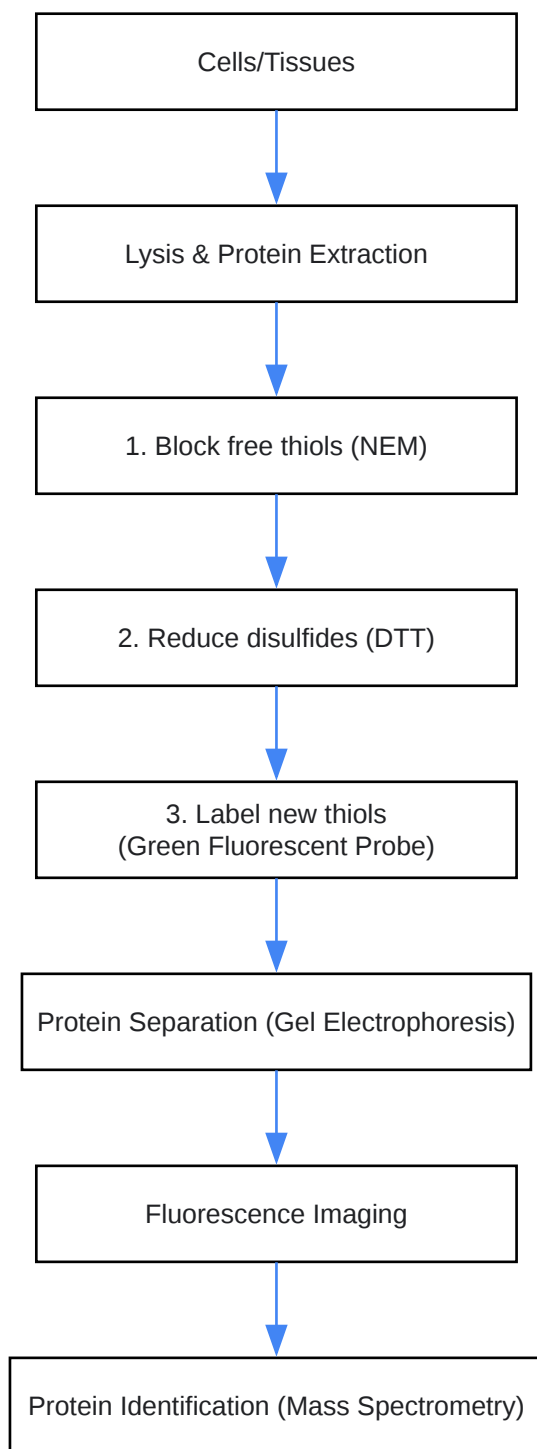 Cells/Tissues
Lysis & Protein Extraction
1. Block free thiols (NEM)
2. Reduce disulfides (DTT)
3. Label new thiols
(Green Fluorescent Probe)
Protein Separation (Gel Electrophoresis)
Fluorescence Imaging
Protein Identification (Mass Spectrometry)